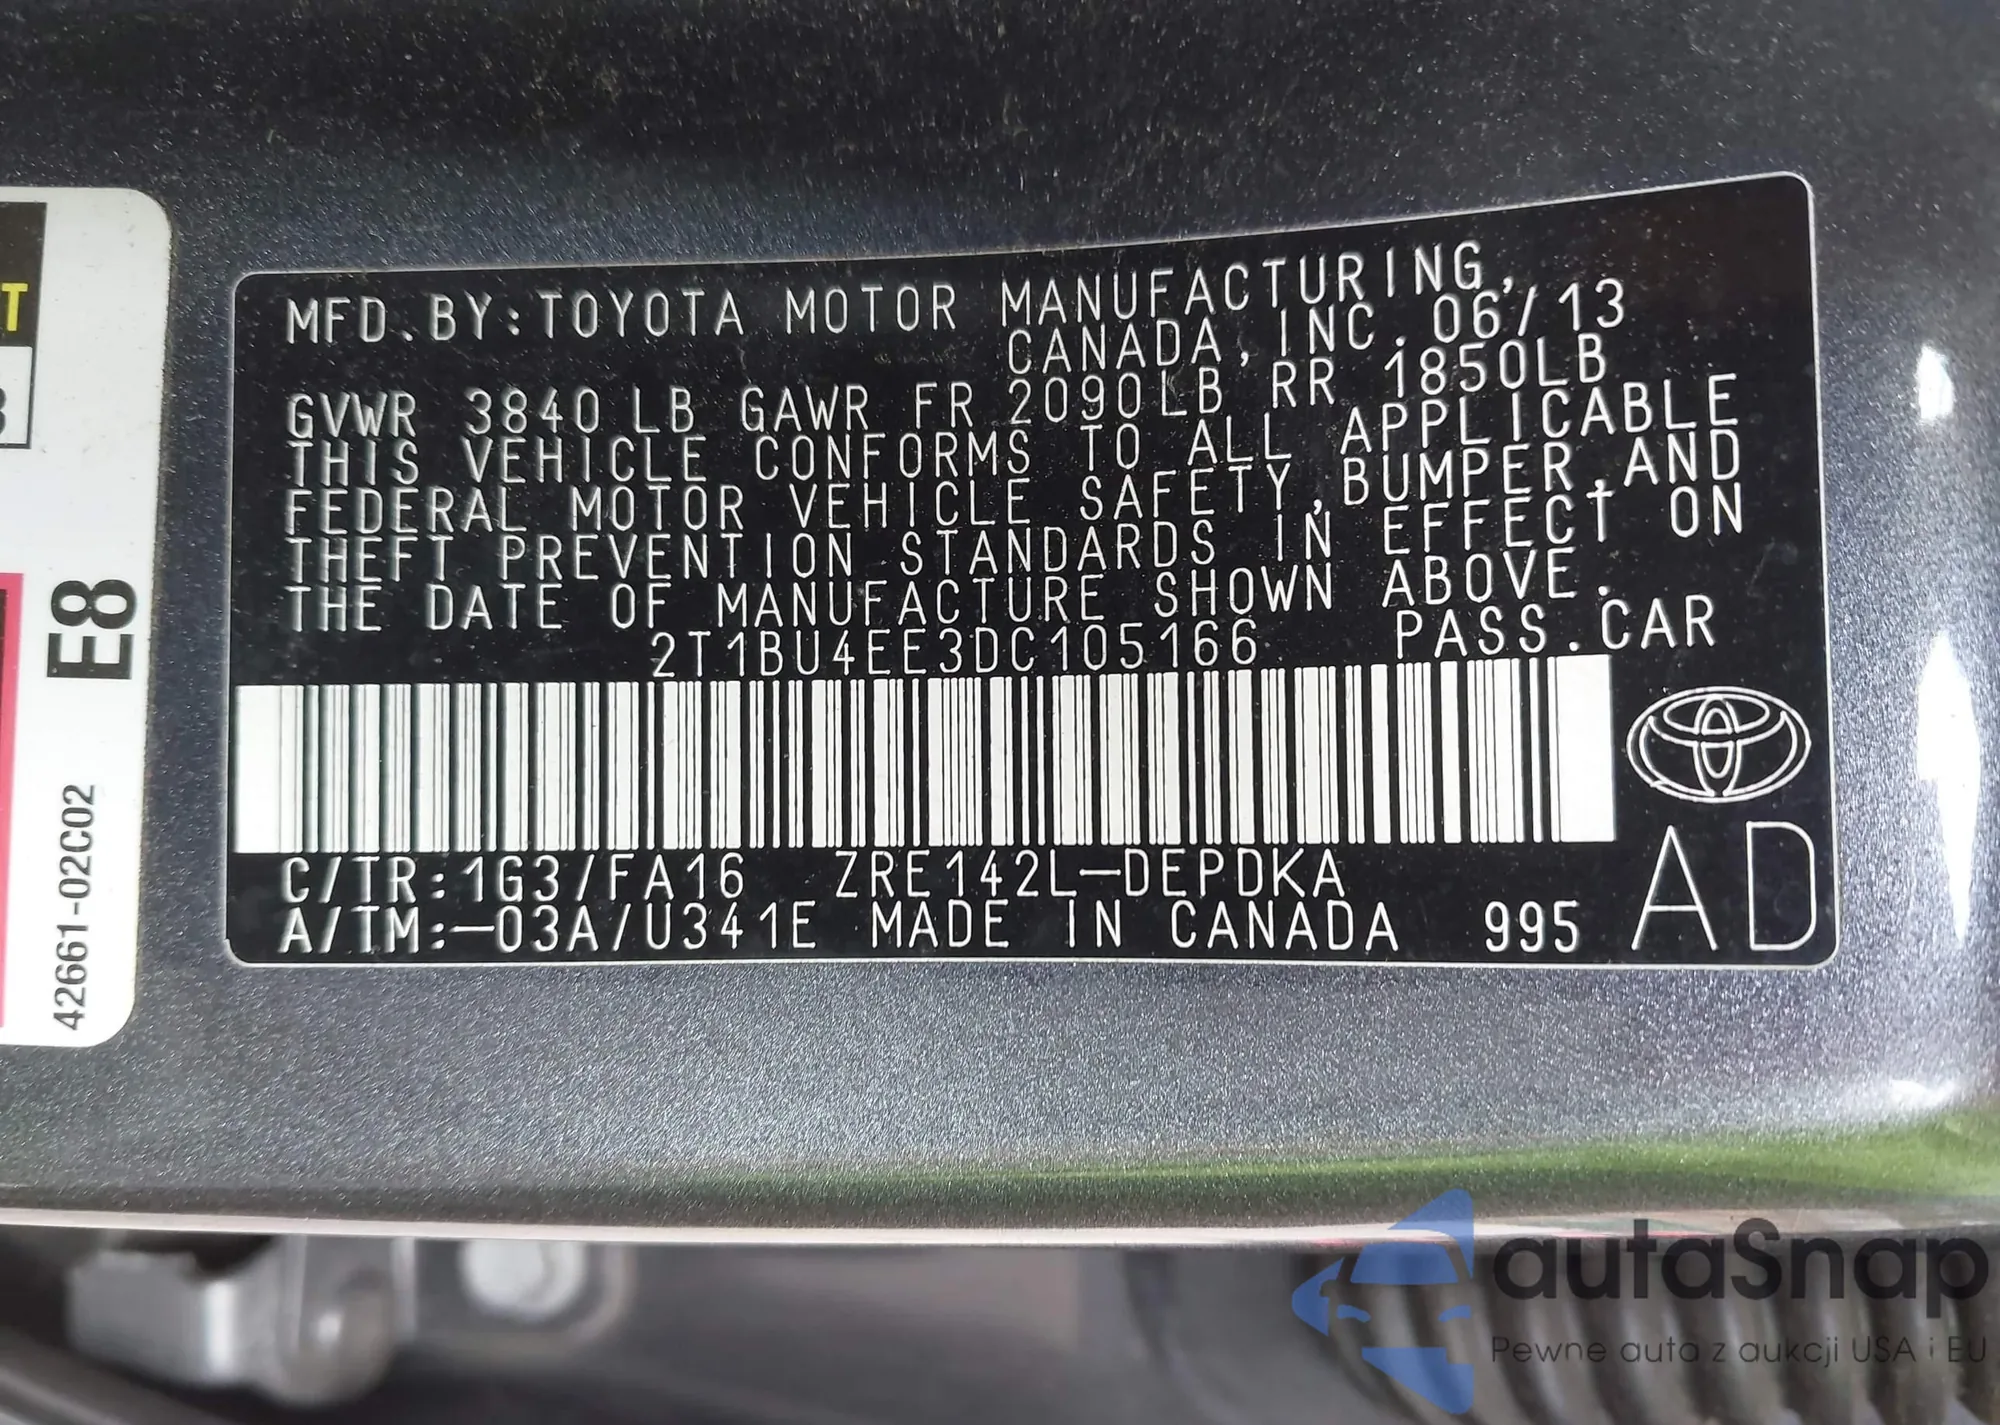 MFD.BY:TOYOTA MOTOR MANUFACTURING,
CANADA,INC.06/13
GVWR 3840LB GAWR FR 2090LB RR 1850LB
THIS VEHICLE CONFORMS TO ALL APPLICABLE
FEDERAL MOTOR VEHICLE SAFETY,BUMPER,AND
THEFT PREVENTION STANDARDS IN EFFECT ON
THE DATE OF MANUFACTURE SHOWN ABOVE.
2T1BU4EE3DC105166 PASS.CAR
C/TR:1G3/FA16 ZRE142L-DEPDKA
A/TM:-03A/U341E MADE IN CANADA 995
AD
T
E8
42661-02C02
autaSnap
Pewne auta z aukcji USA i EU